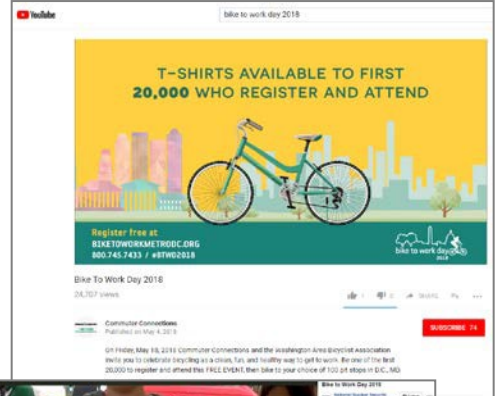 YouTube
bike to work day 2018
T-SHIRTS AVAILABLE TO FIRST
20,000 WHO REGISTER AND ATTEND
Register free at
BIKETOWORKMETRODC.ORG
800.745.7433 / #BTWD2018
bike to work day
2018
Bike To Work Day 2018
24,707 views
1
0
SHARE
Commuter Connections
Published on May 4, 2018
SUBSCRIBE 74
On Friday, May 18, 2018 Commuter Connections and the Washington Area Bicyclist Association
invite you to celebrate bicycling as a clean, fun, and healthy way to get to work. Be one of the first
20,000 to register and attend this FREE EVENT, then bike to your choice of 100 pit stops in D.C., MD,
Bike to Work Day 2018